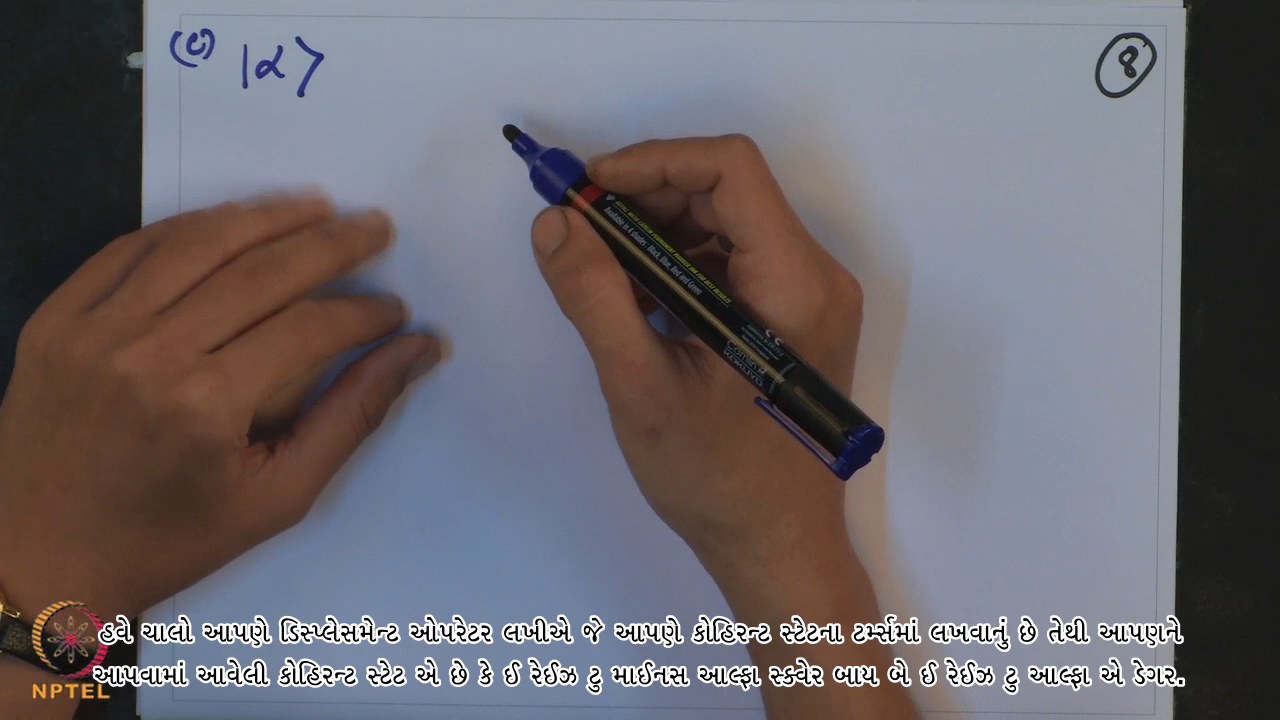 (e) |α⟩
8
હવે ચાલો આપણે ડિસ્પ્લેસમેન્ટ ઓપરેટર લખીએ જે આપણે કોહિરન્ટ સ્ટેટના ટર્મ્સમાં લખવાનું છે તેથી આપણને
આપવામાં આવેલી કોહિરન્ટ સ્ટેટ એ છે કે ઈ રેઈઝ ટુ માઈનસ આલ્ફા સ્ક્વેર બાય બે ઈ રેઈઝ ટુ આલ્ફા એ ડેગર.
NPTEL